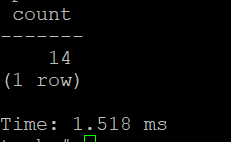 count
-------
14
(1 row)
Time: 1.518 ms